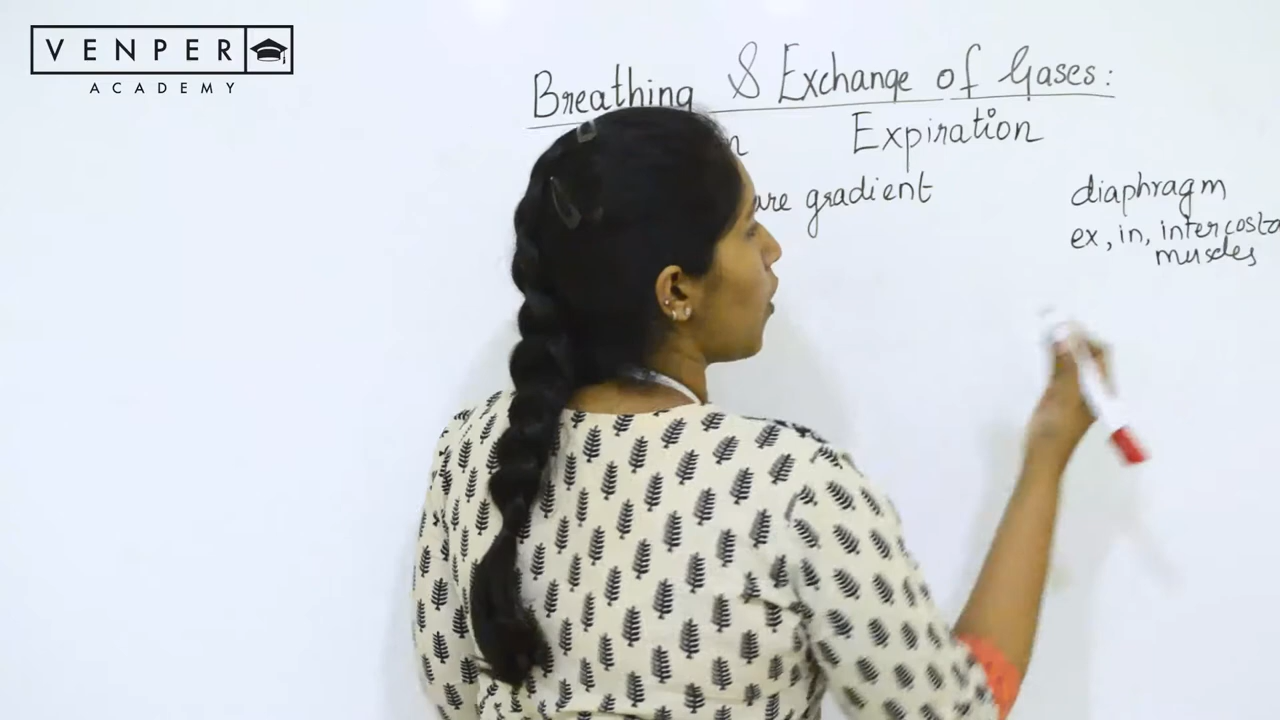 VENPER
ACADEMY
Breathing & Exchange of Gases:
Expiration
gradient
diaphragm
ex, in, intercosta
muscles